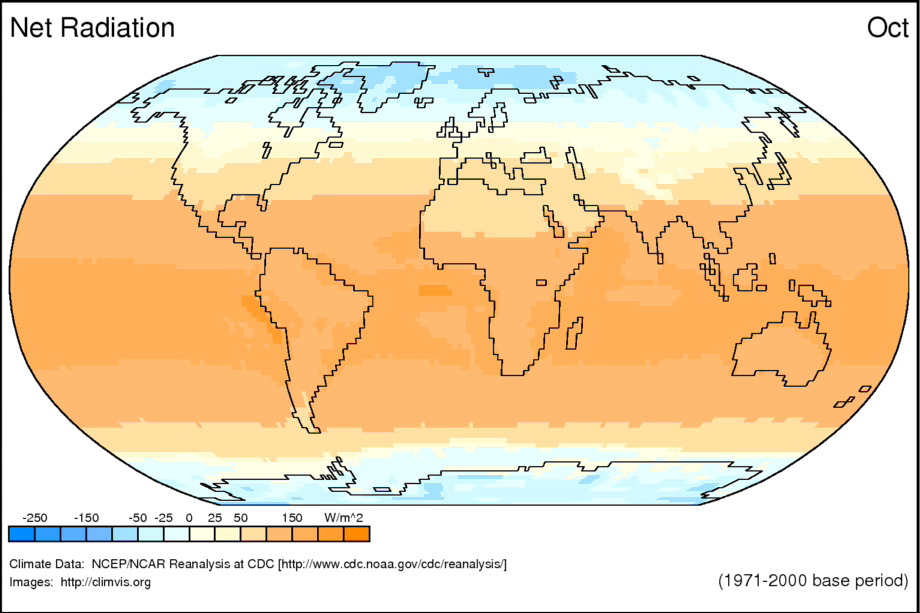 Net Radiation Oct
-250 -150 -50 -25 0 25 50 150 W/m^2
Climate Data: NCEP/NCAR Reanalysis at CDC [http://www.cdc.noaa.gov/cdc/reanalysis/]
Images: http://climvis.org (1971-2000 base period)